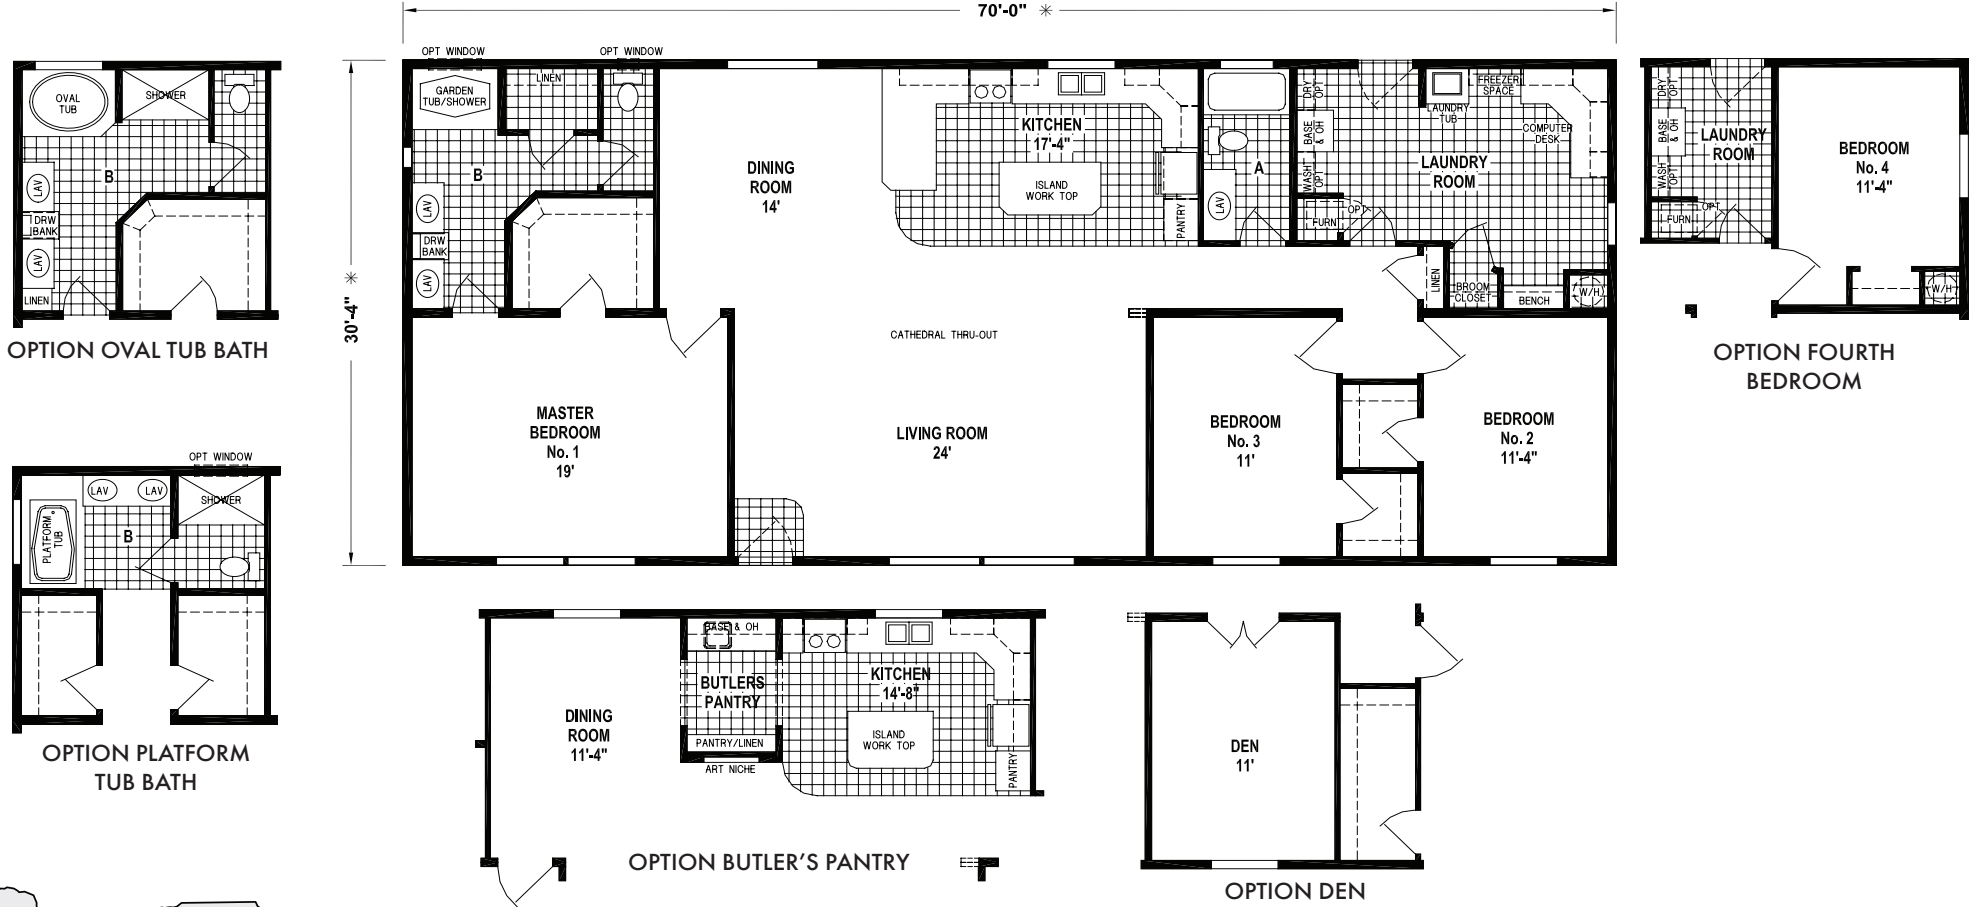 70'-0" ✳
30'-4" ✳
OPT WINDOW
OPT WINDOW
GARDEN
TUB/SHOWER
LINEN
B
LAV
DRW
BANK
LAV
DINING
ROOM
14'
KITCHEN
17'-4"
ISLAND
WORK TOP
PANTRY
A
LAV
DRY
OPT
BASE
& OH
WASH
OPT
FURN
OPT
LAUNDRY
TUB
FREEZER
SPACE
COMPUTER
DESK
LAUNDRY
ROOM
LINEN
BROOM
CLOSET
BENCH
W/H
CATHEDRAL THRU-OUT
MASTER
BEDROOM
No. 1
19'
LIVING ROOM
24'
BEDROOM
No. 3
11'
BEDROOM
No. 2
11'-4"
OVAL
TUB
SHOWER
B
LAV
DRW
BANK
LAV
LINEN
OPTION OVAL TUB BATH
OPT WINDOW
LAV
LAV
SHOWER
PLATFORM
TUB
B
OPTION PLATFORM
TUB BATH
DRY
OPT
BASE
& OH
WASH
OPT
FURN
OPT
LAUNDRY
ROOM
BEDROOM
No. 4
11'-4"
W/H
OPTION FOURTH
BEDROOM
BASE & OH
BUTLERS
PANTRY
PANTRY/LINEN
ART NICHE
DINING
ROOM
11'-4"
KITCHEN
14'-8"
ISLAND
WORK TOP
PANTRY
OPTION BUTLER'S PANTRY
DEN
11'
OPTION DEN